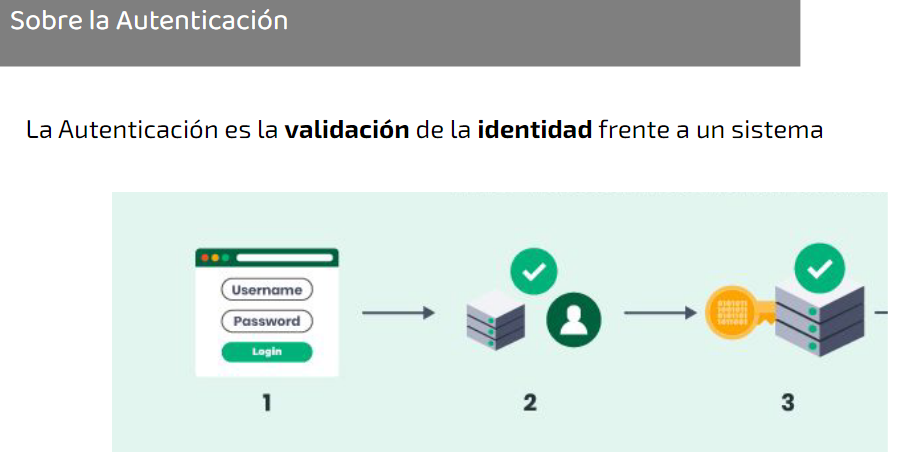 Sobre la Autenticación
La Autenticación es la validación de la identidad frente a un sistema
Username
Password
Login
1
2
3